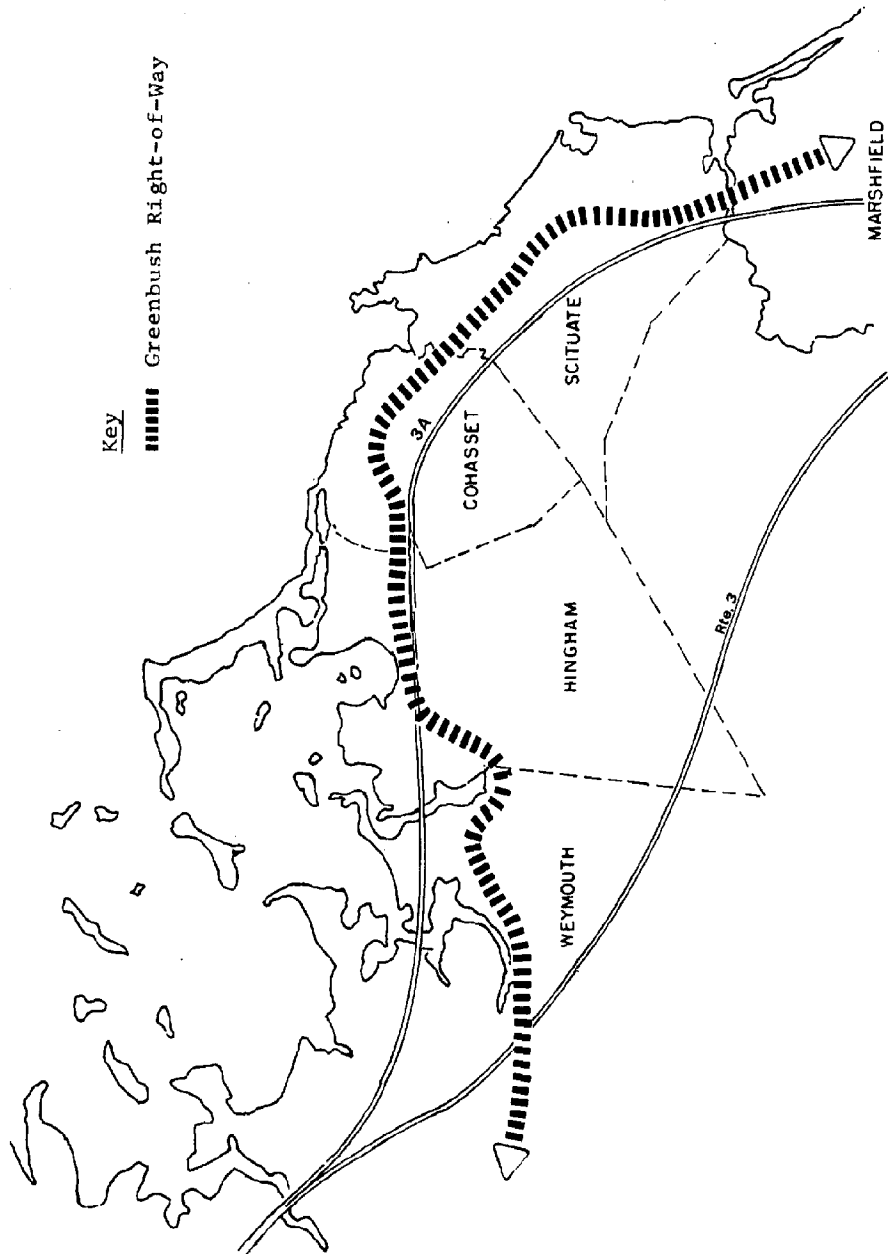 Key
Greenbush Right-of-Way
3A
COHASSET
SCITUATE
HINGHAM
Rte. 3
WEYMOUTH
MARSHFIELD